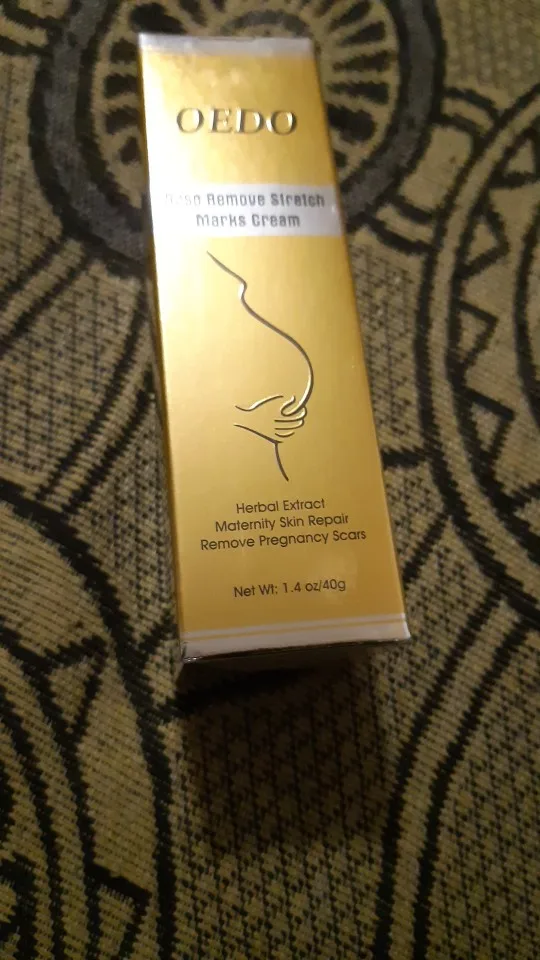 OEDO
Remove Stretch
Marks Cream
Herbal Extract
Maternity Skin Repair
Remove Pregnancy Scars
Net Wt: 1.4 oz/40g